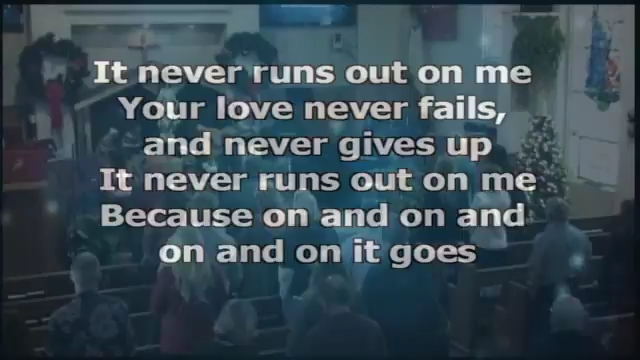 It never runs out on me
Your love never fails,
and never gives up
It never runs out on me
Because on and on and
on and on it goes